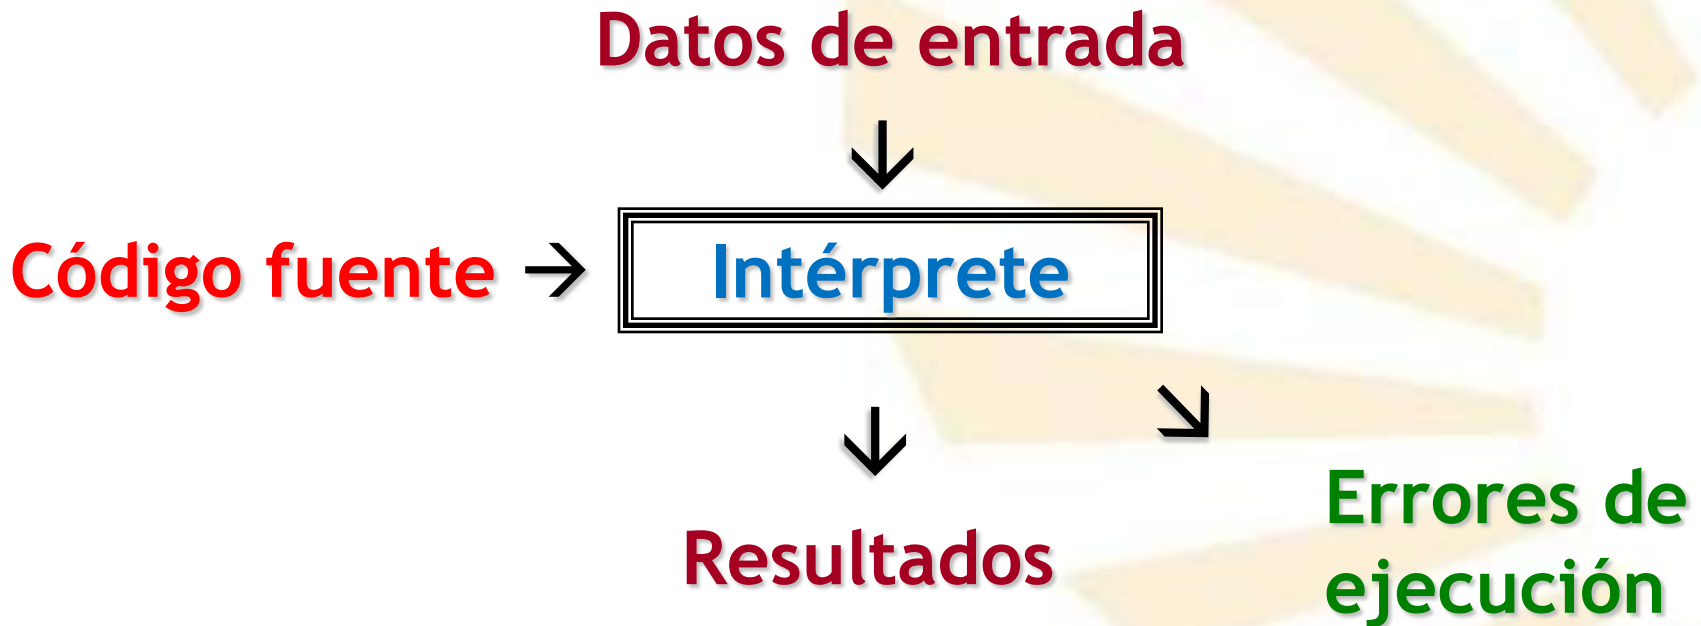 Datos de entrada
↓
Código fuente → Intérprete
↓ ↘
Resultados
Errores de
ejecución